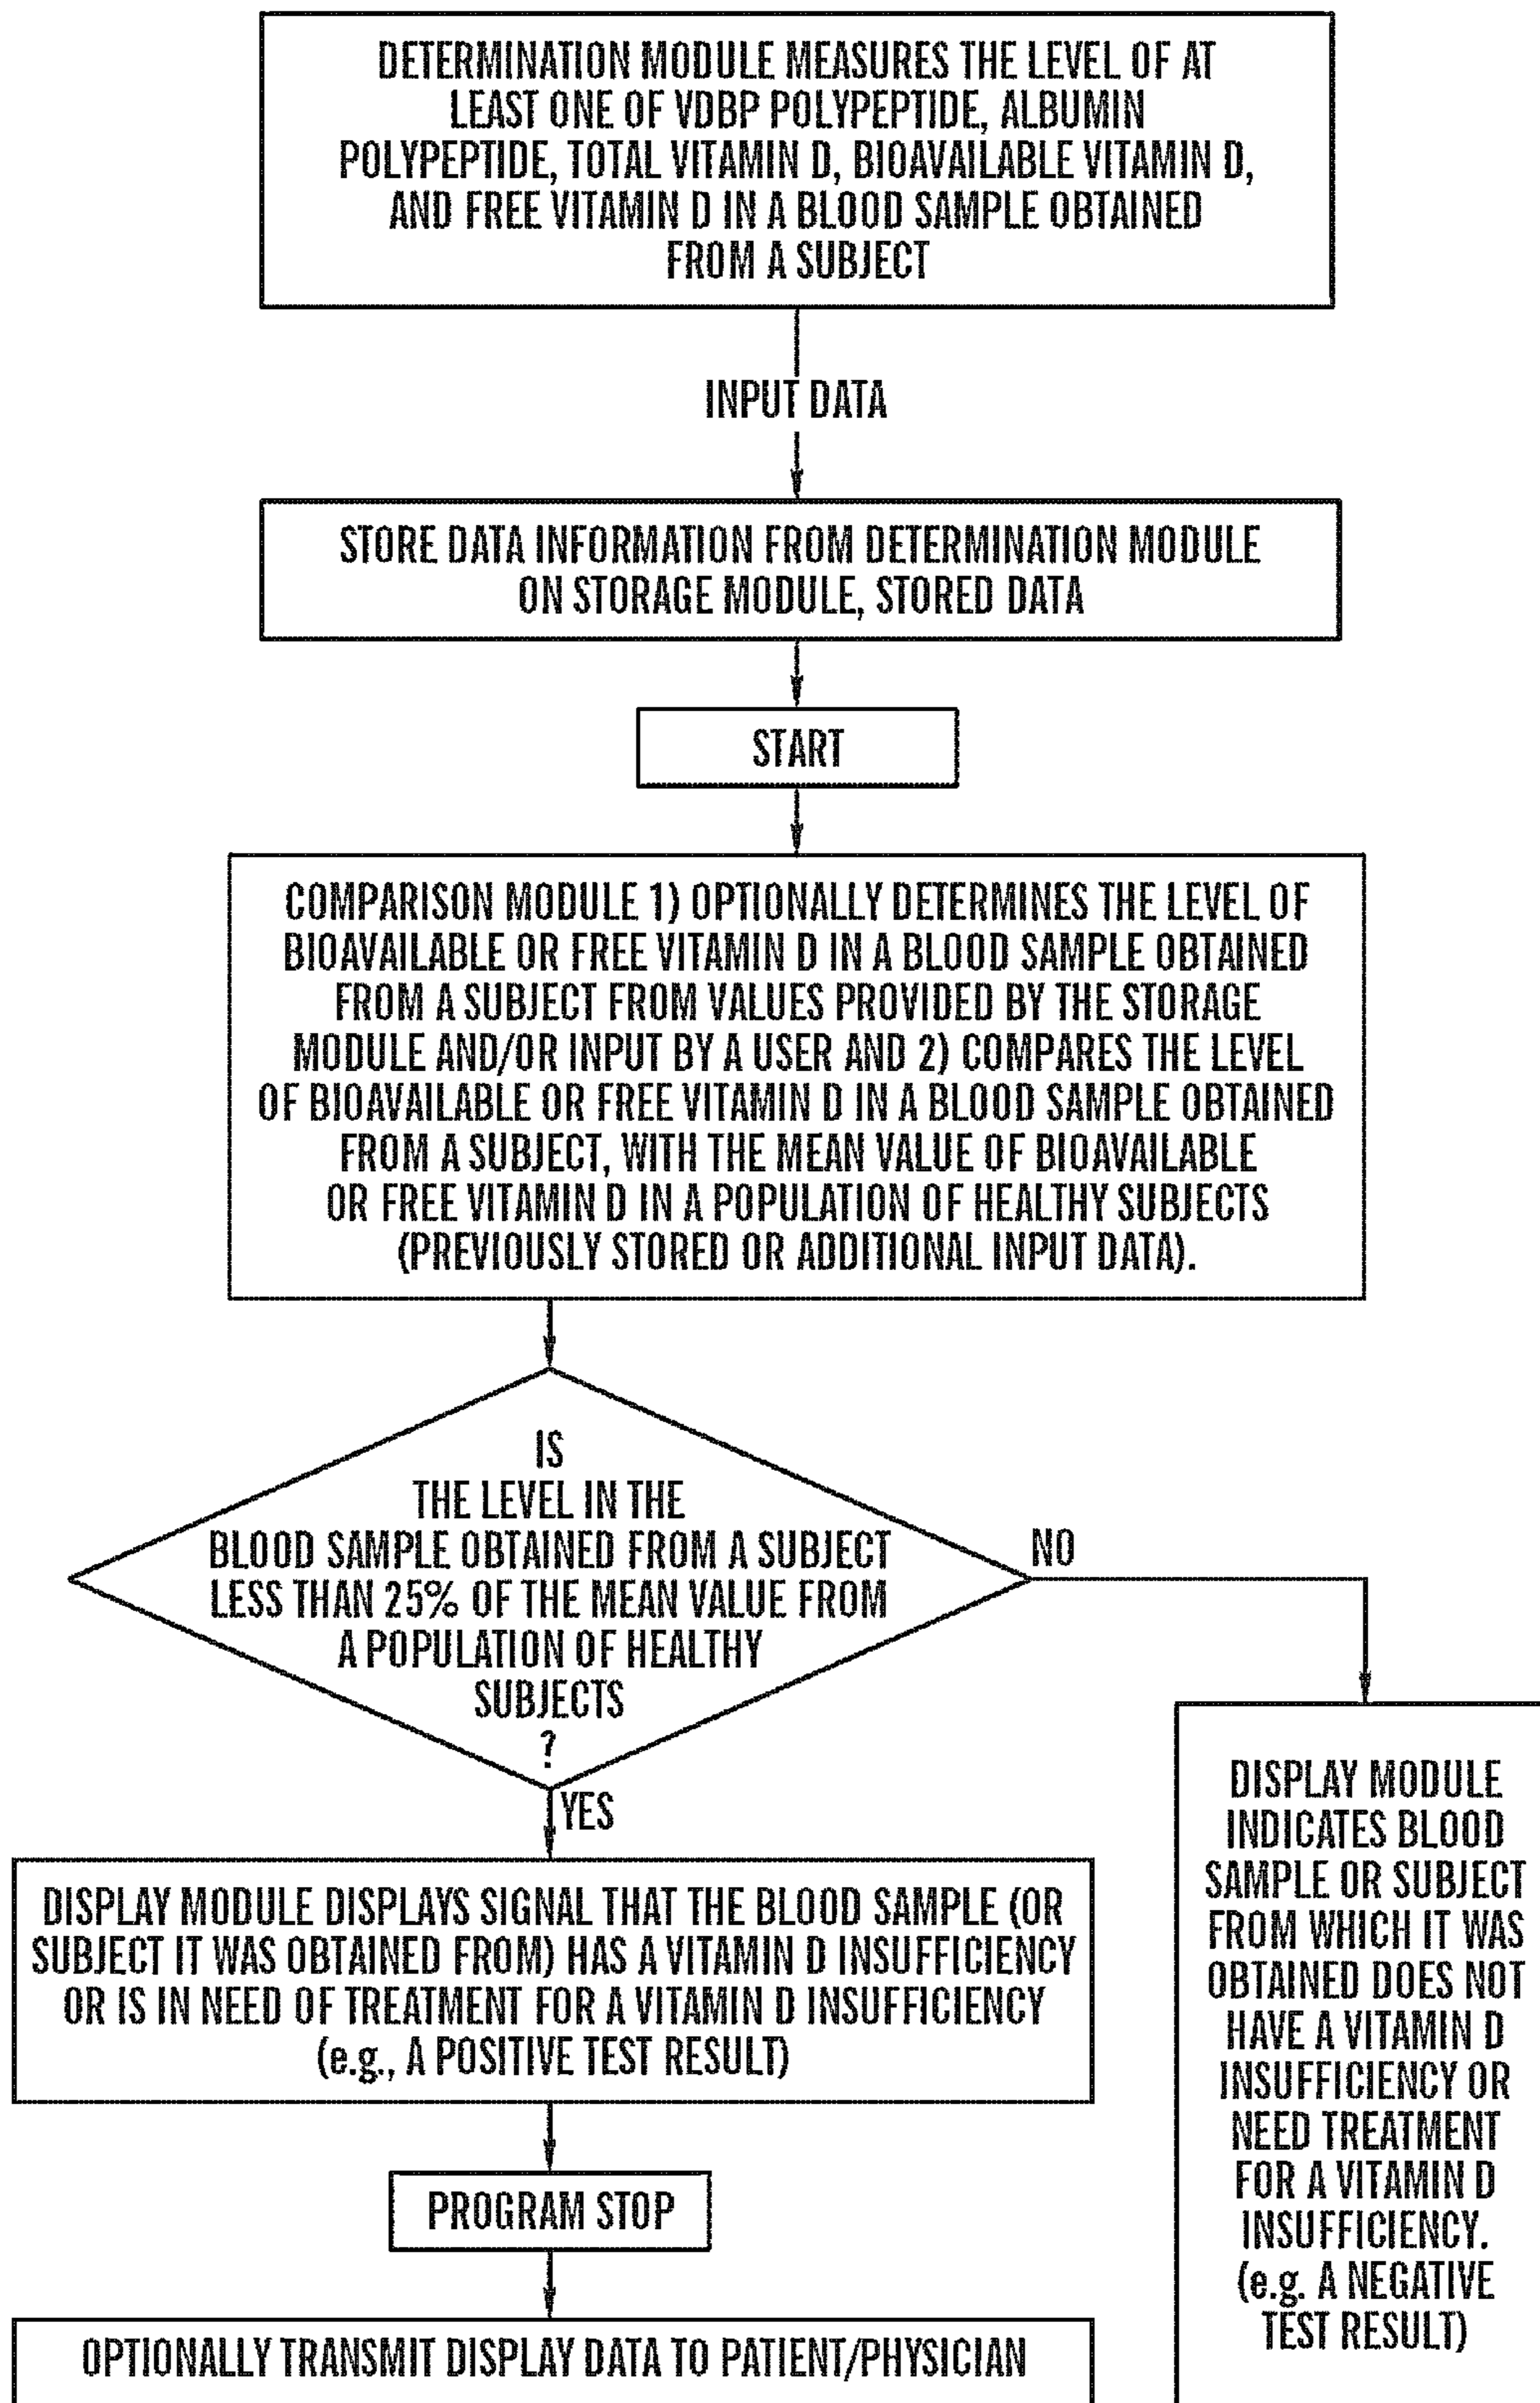 DETERMINATION MODULE MEASURES THE LEVEL OF AT
LEAST ONE OF VDBP POLYPEPTIDE, ALBUMIN
POLYPEPTIDE, TOTAL VITAMIN D, BIOAVAILABLE VITAMIN D,
AND FREE VITAMIN D IN A BLOOD SAMPLE OBTAINED
FROM A SUBJECT
INPUT DATA
STORE DATA INFORMATION FROM DETERMINATION MODULE
ON STORAGE MODULE, STORED DATA
START
COMPARISON MODULE 1) OPTIONALLY DETERMINES THE LEVEL OF
BIOAVAILABLE OR FREE VITAMIN D IN A BLOOD SAMPLE OBTAINED
FROM A SUBJECT FROM VALUES PROVIDED BY THE STORAGE
MODULE AND/OR INPUT BY A USER AND 2) COMPARES THE LEVEL
OF BIOAVAILABLE OR FREE VITAMIN D IN A BLOOD SAMPLE OBTAINED
FROM A SUBJECT, WITH THE MEAN VALUE OF BIOAVAILABLE
OR FREE VITAMIN D IN A POPULATION OF HEALTHY SUBJECTS
(PREVIOUSLY STORED OR ADDITIONAL INPUT DATA).
IS
THE LEVEL IN THE
BLOOD SAMPLE OBTAINED FROM A SUBJECT
LESS THAN 25% OF THE MEAN VALUE FROM
A POPULATION OF HEALTHY
SUBJECTS
?
NO
YES
DISPLAY MODULE DISPLAYS SIGNAL THAT THE BLOOD SAMPLE (OR
SUBJECT IT WAS OBTAINED FROM) HAS A VITAMIN D INSUFFICIENCY
OR IS IN NEED OF TREATMENT FOR A VITAMIN D INSUFFICIENCY
(e.g., A POSITIVE TEST RESULT)
PROGRAM STOP
OPTIONALLY TRANSMIT DISPLAY DATA TO PATIENT/PHYSICIAN
DISPLAY MODULE
INDICATES BLOOD
SAMPLE OR SUBJECT
FROM WHICH IT WAS
OBTAINED DOES NOT
HAVE A VITAMIN D
INSUFFICIENCY OR
NEED TREATMENT
FOR A VITAMIN D
INSUFFICIENCY.
(e.g. A NEGATIVE
TEST RESULT)